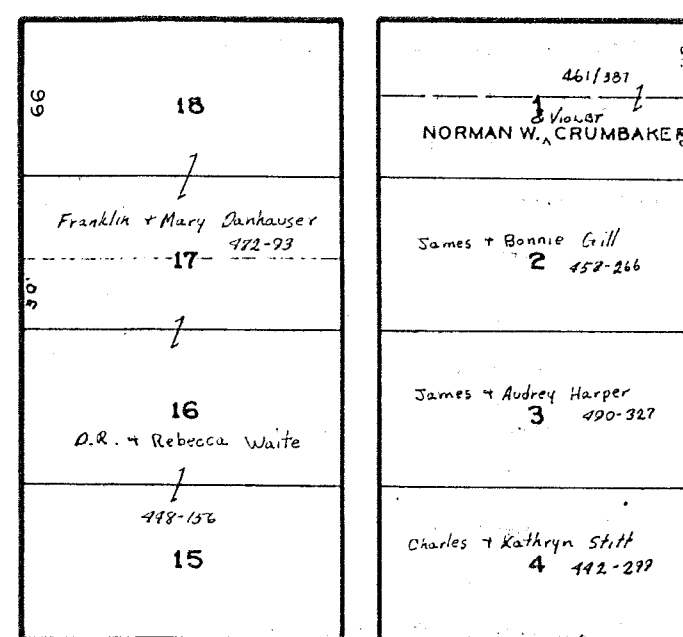 66
18
Franklin + Mary Danhauser
472-93
17
30'
16
D.R. + Rebecca Waite
448-156
15
461/381
1
& Violet
NORMAN W. ^ CRUMBAKER
James + Bonnie Gill
2 458-266
James + Audrey Harper
3 490-327
Charles + Kathryn Stitt
4 442-299